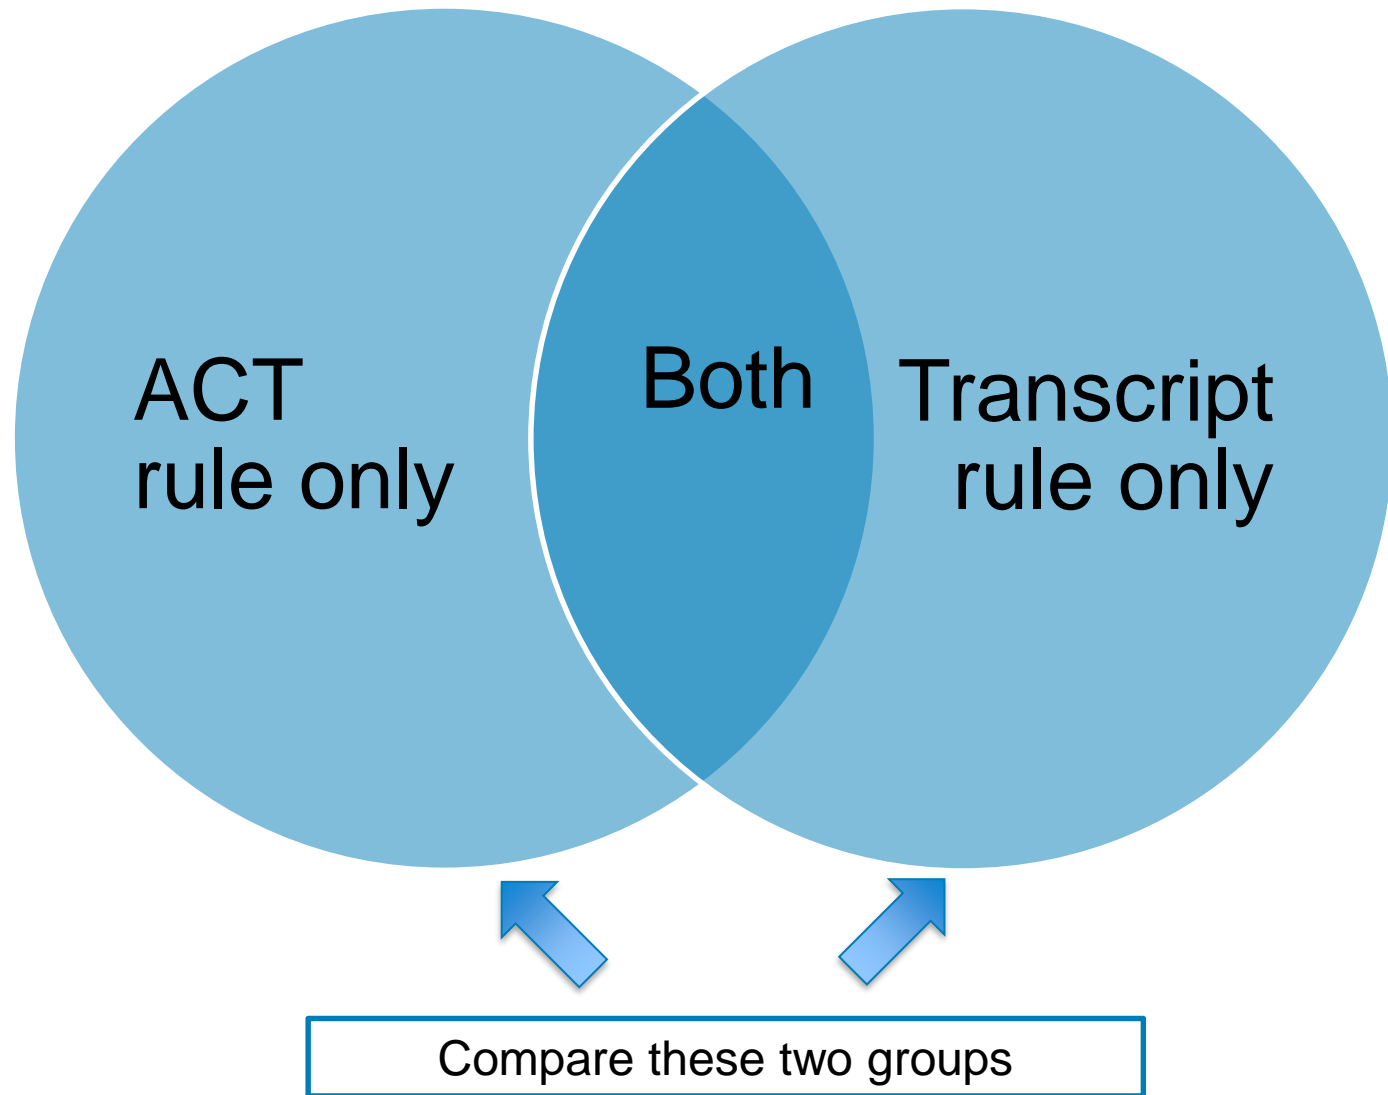 ACT
rule only
Both
Transcript
rule only
Compare these two groups